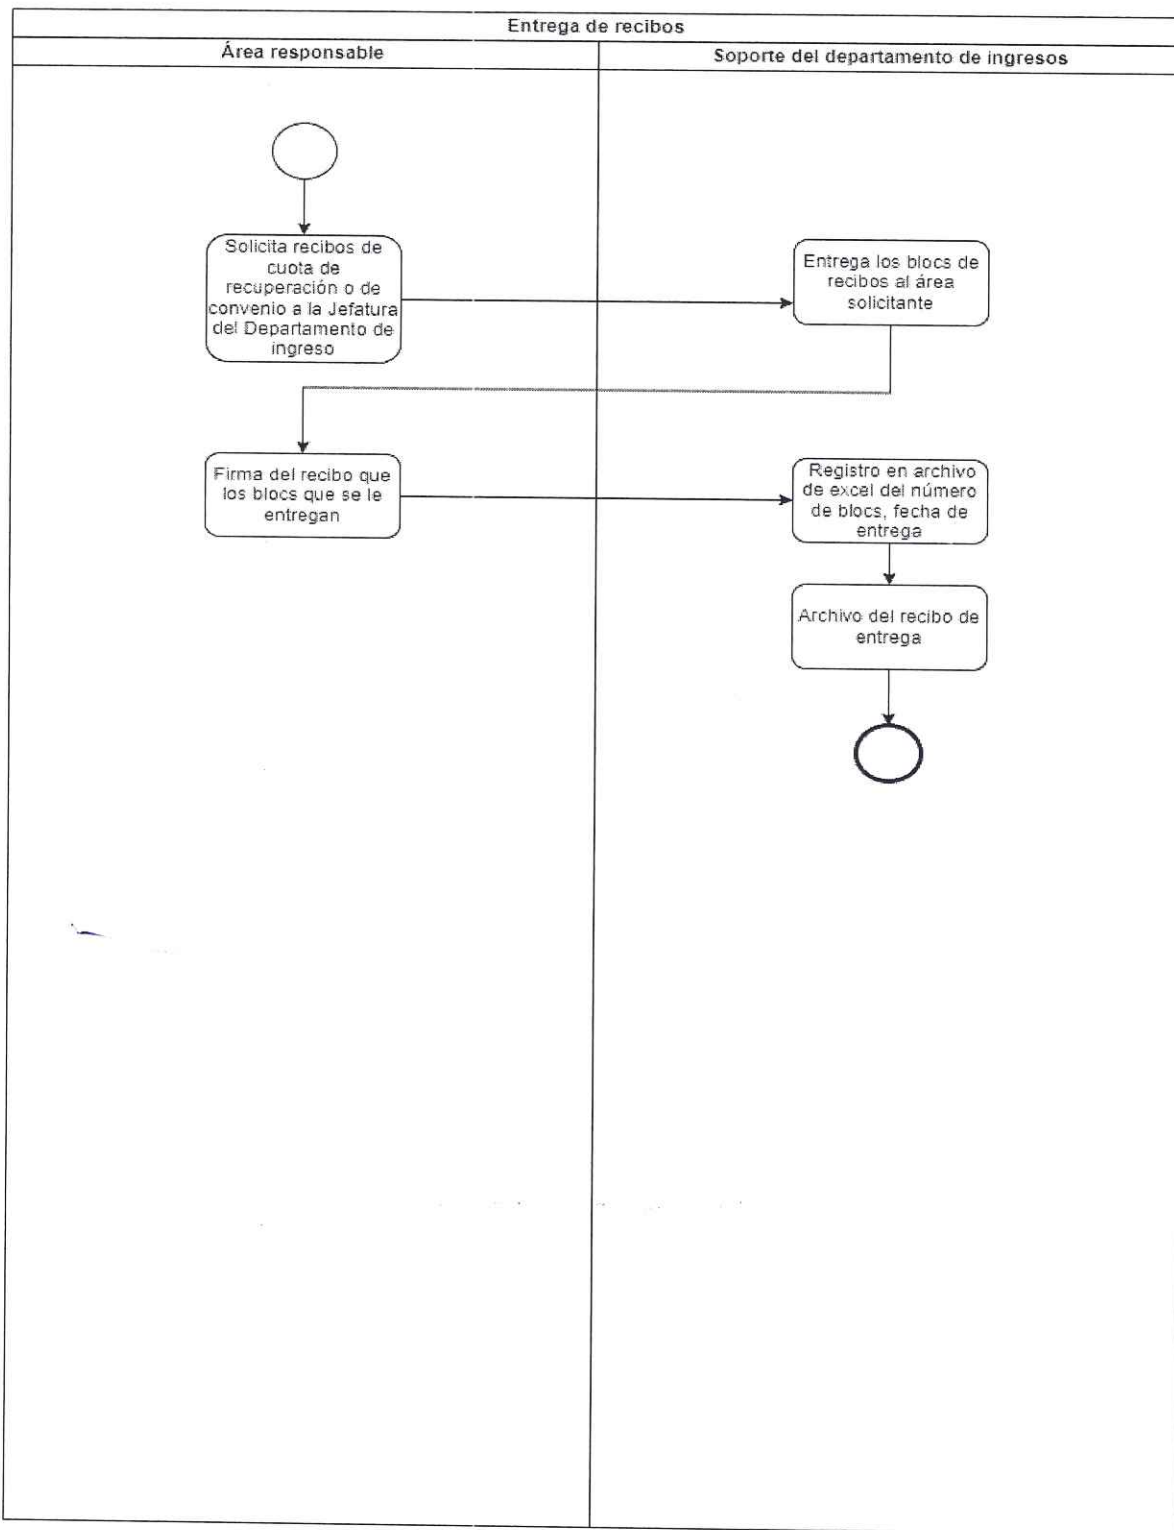 Entrega de recibos
Área responsable
Soporte del departamento de ingresos
Solicita recibos de
cuota de
recuperación o de
convenio a la Jefatura
del Departamento de
ingreso
Entrega los blocs de
recibos al área
solicitante
Firma del recibo que
los blocs que se le
entregan
Registro en archivo
de excel del número
de blocs, fecha de
entrega
Archivo del recibo de
entrega